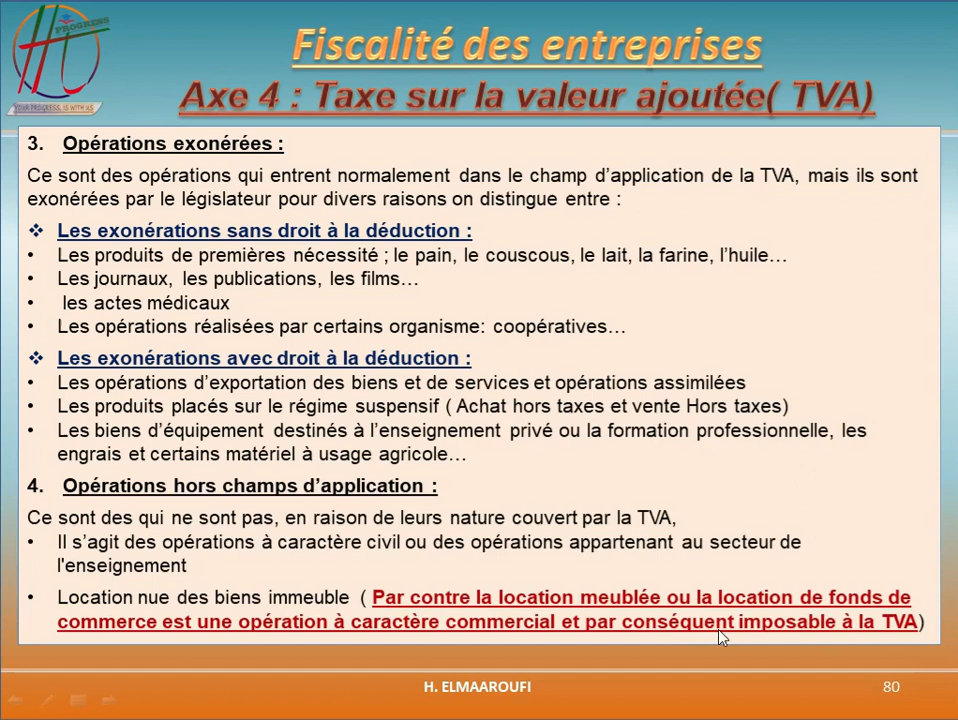 PROGRESS
YOUR PROGRESS, IS WITH US
Fiscalité des entreprises
Axe 4 : Taxe sur la valeur ajoutée( TVA)
3. Opérations exonérées :
Ce sont des opérations qui entrent normalement dans le champ d’application de la TVA, mais ils sont
exonérées par le législateur pour divers raisons on distingue entre :
❖ Les exonérations sans droit à la déduction :
• Les produits de premières nécessité ; le pain, le couscous, le lait, la farine, l’huile…
• Les journaux, les publications, les films…
• les actes médicaux
• Les opérations réalisées par certains organisme: coopératives…
❖ Les exonérations avec droit à la déduction :
• Les opérations d’exportation des biens et de services et opérations assimilées
• Les produits placés sur le régime suspensif ( Achat hors taxes et vente Hors taxes)
• Les biens d’équipement destinés à l’enseignement privé ou la formation professionnelle, les
engrais et certains matériel à usage agricole…
4. Opérations hors champs d’application :
Ce sont des qui ne sont pas, en raison de leurs nature couvert par la TVA,
• Il s’agit des opérations à caractère civil ou des opérations appartenant au secteur de
l'enseignement
• Location nue des biens immeuble ( Par contre la location meublée ou la location de fonds de
commerce est une opération à caractère commercial et par conséquent imposable à la TVA)
H. ELMAAROUFI
80